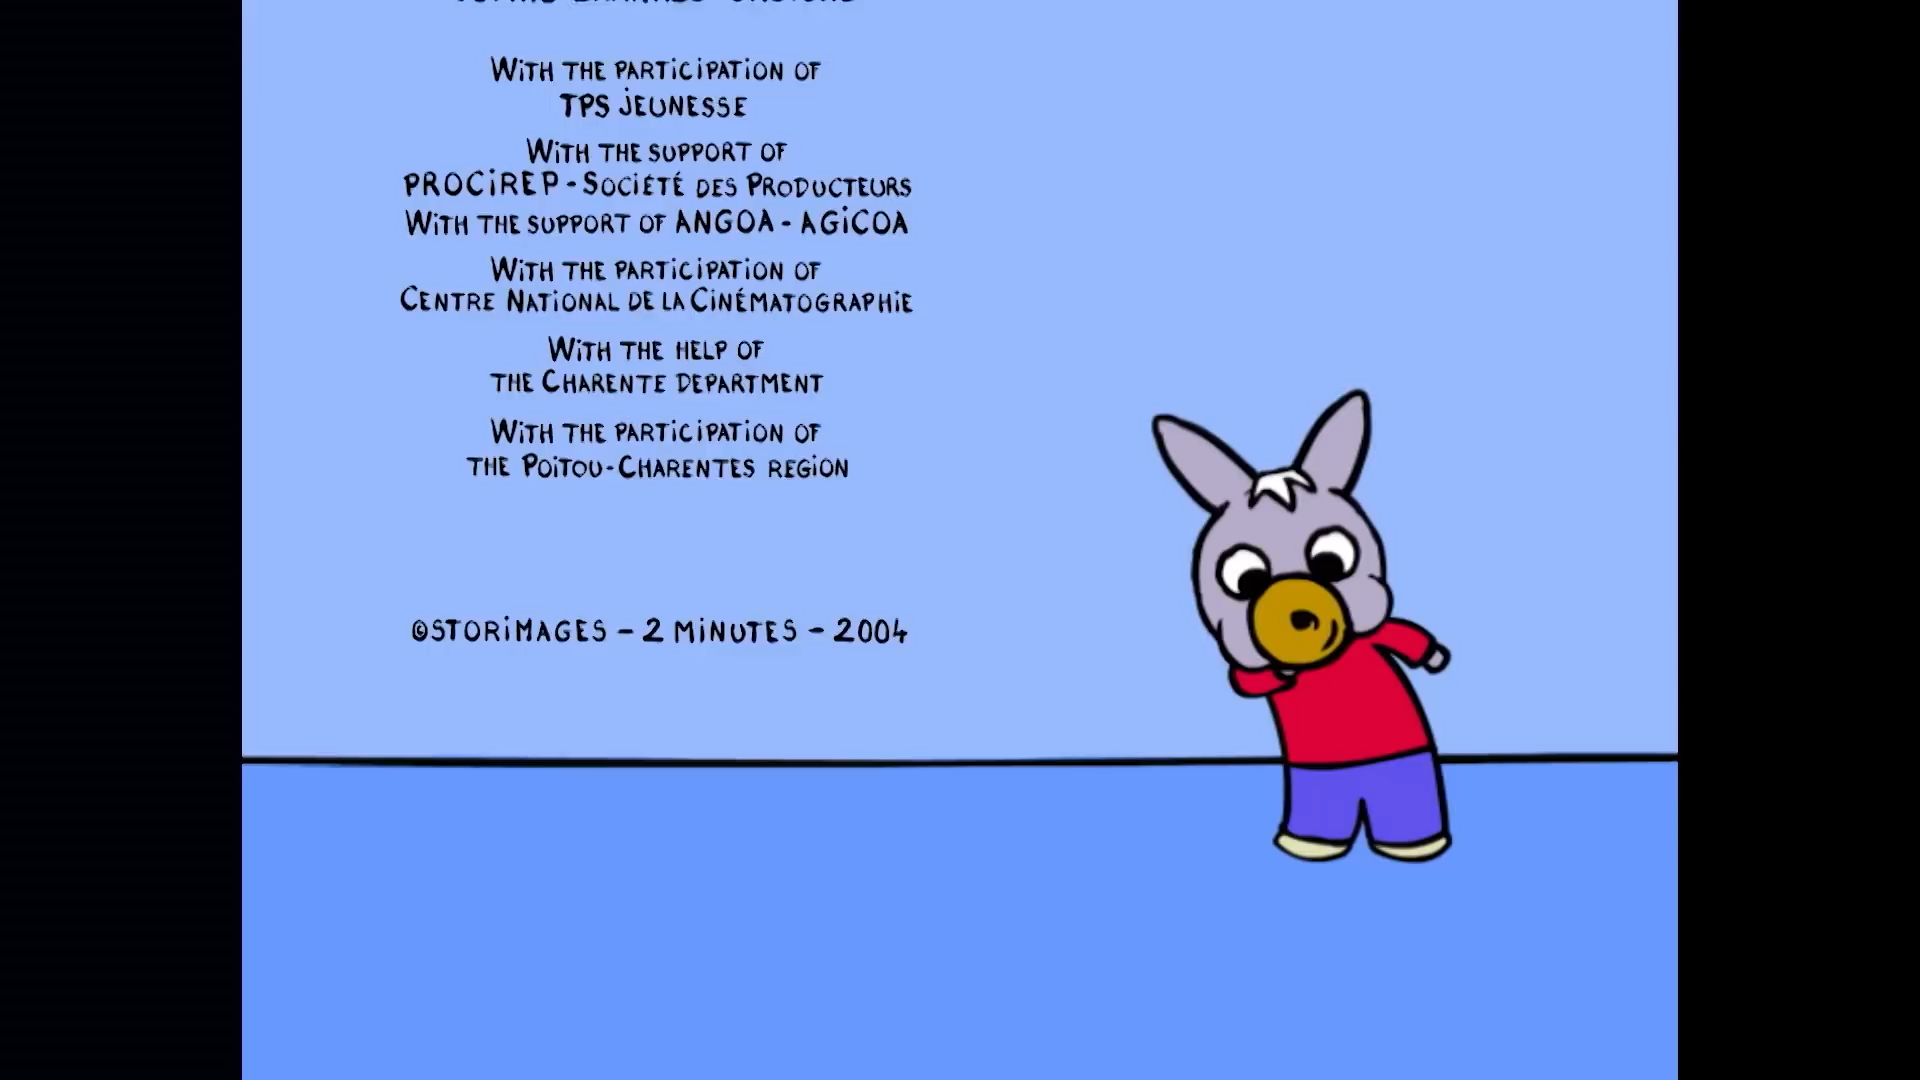 WiTH THE PARTiCiPATiON OF
TPS JEUNESSE
WiTH THE SUPPORT OF
PROCiREP - SOCiÉTÉ DES PRODUCTEURS
WiTH THE SUPPORT OF ANGOA - AGiCOA
WiTH THE PARTiCiPATiON OF
CENTRE NATiONAL DE LA CiNÉMATOGRAPHiE
WiTH THE HELP OF
THE CHARENTE DEPARTMENT
WiTH THE PARTiCiPATiON OF
THE POiTOU-CHARENTES REGiON
©STORiMAGES - 2 MiNUTES - 2004